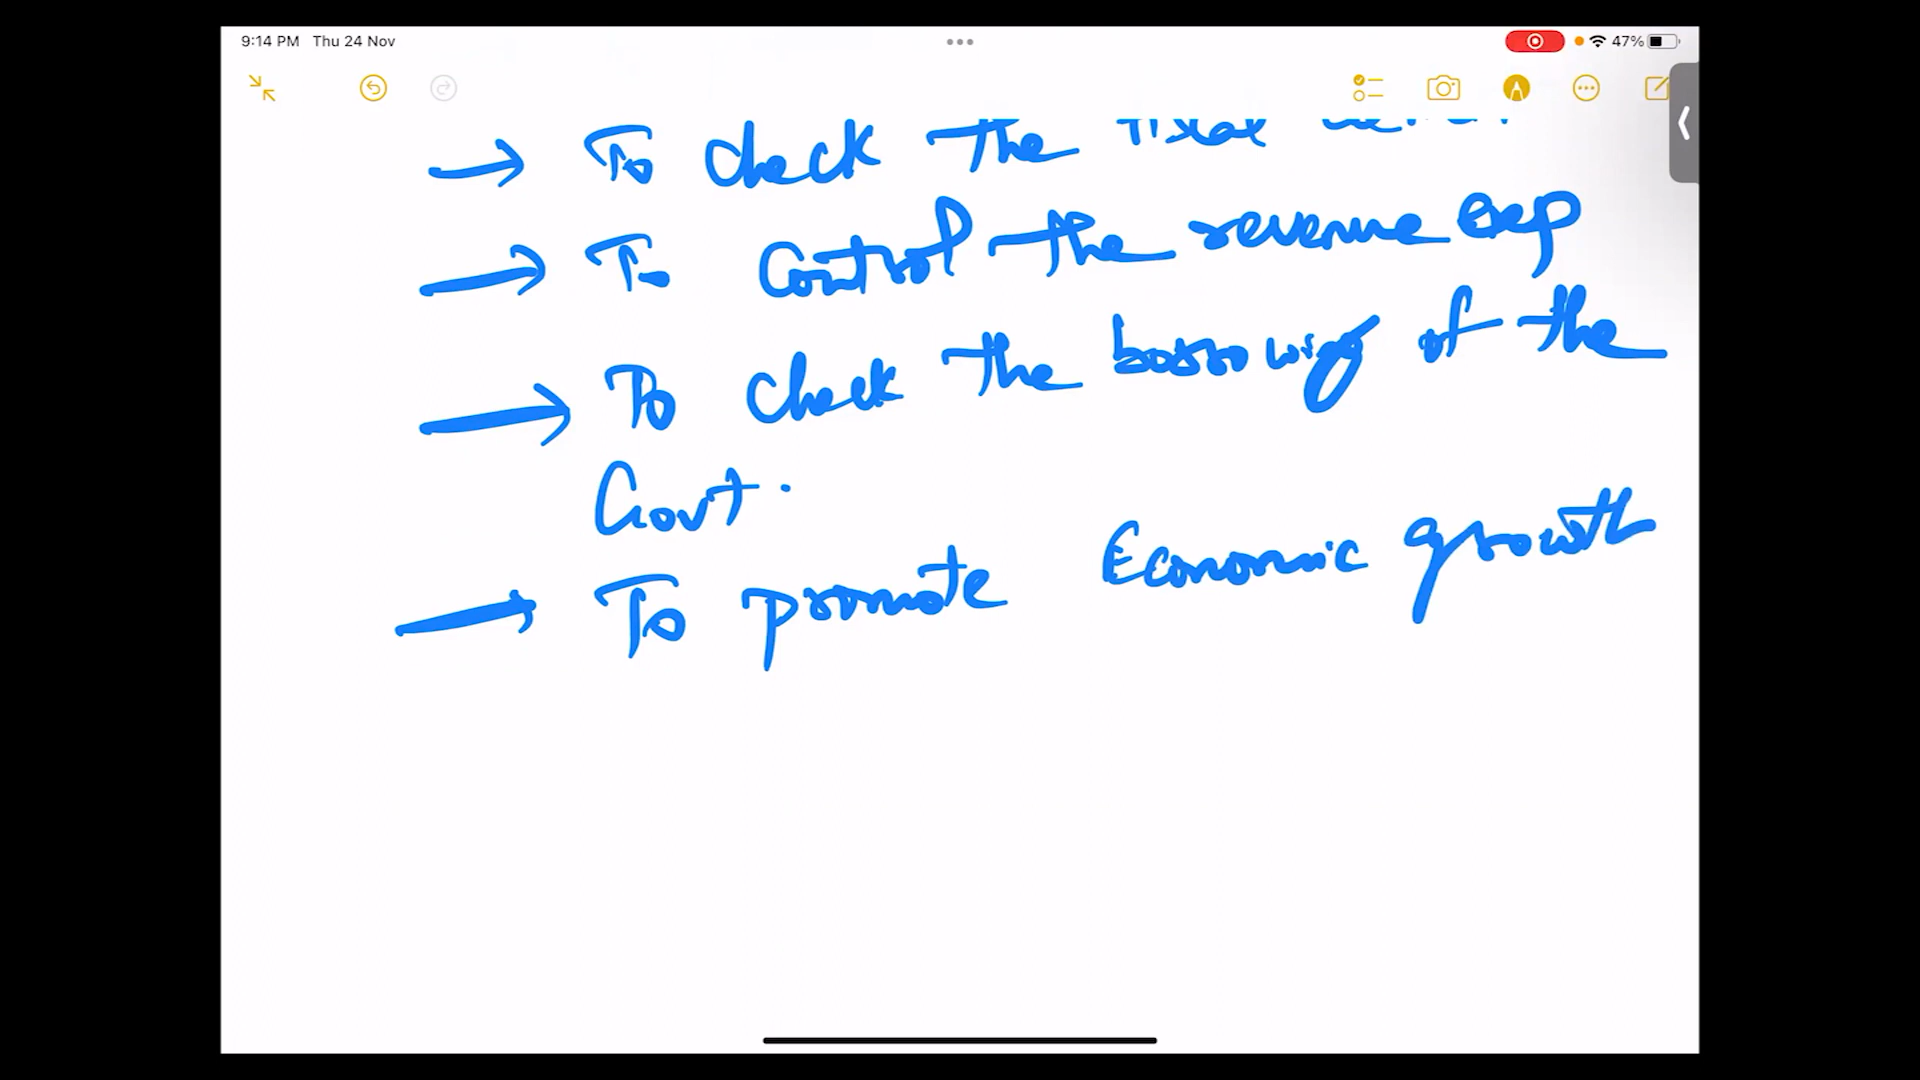 9:14 PM Thu 24 Nov
47%
→ To check the fiscal
→ To control the revenue exp
→ To check the borrowing of the
Govt.
→ To promote Economic growth